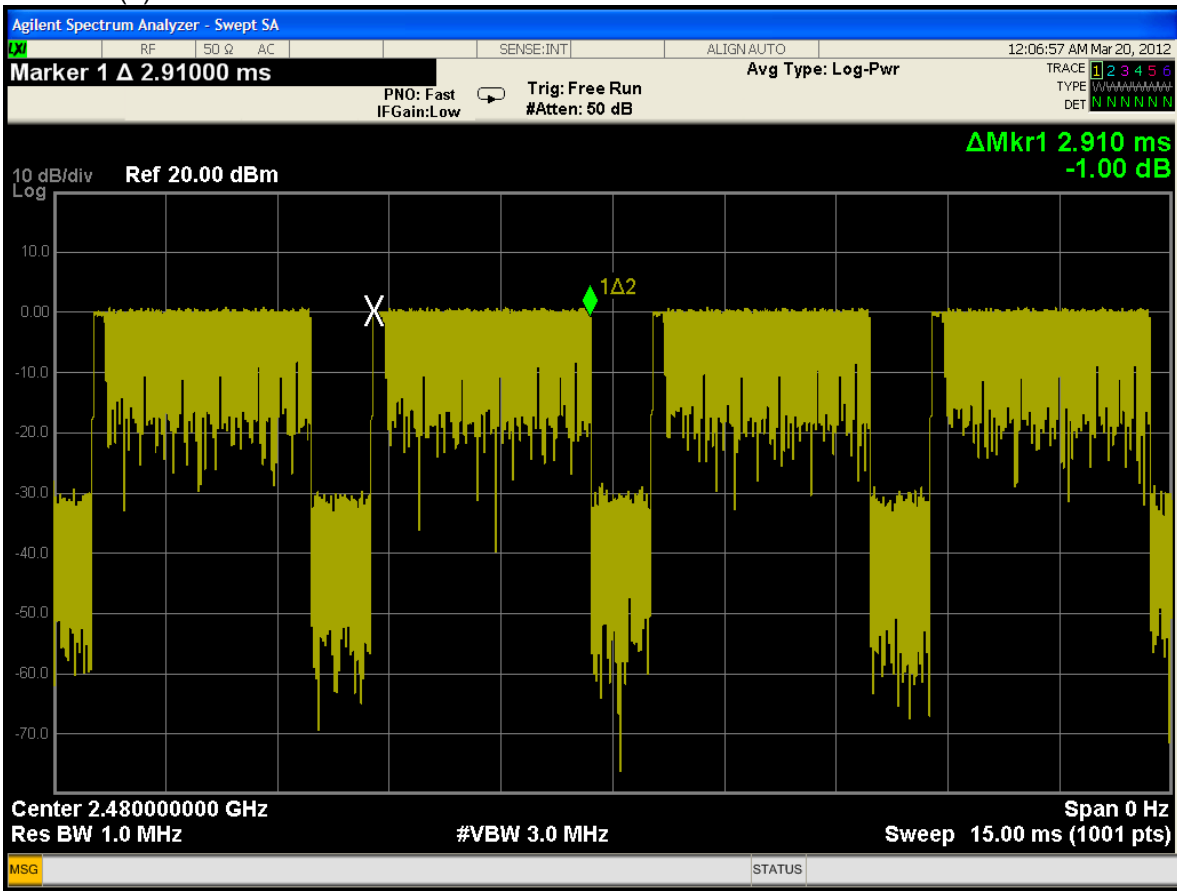 (  )
Agilent Spectrum Analyzer - Swept SA
LXI RF 50 Ω AC SENSE:INT ALIGNAUTO 12:06:57 AM Mar 20, 2012
Marker 1 Δ 2.91000 ms
PNO: Fast
IFGain:Low
Trig: Free Run
#Atten: 50 dB
Avg Type: Log-Pwr
TRACE 1 2 3 4 5 6
TYPE
DET N N N N N N
ΔMkr1 2.910 ms
-1.00 dB
10 dB/div
Log
Ref 20.00 dBm
10.0
1Δ2
0.00
X
-10.0
-20.0
-30.0
-40.0
-50.0
-60.0
-70.0
Center 2.480000000 GHz
Span 0 Hz
Res BW 1.0 MHz
#VBW 3.0 MHz
Sweep 15.00 ms (1001 pts)
MSG
STATUS